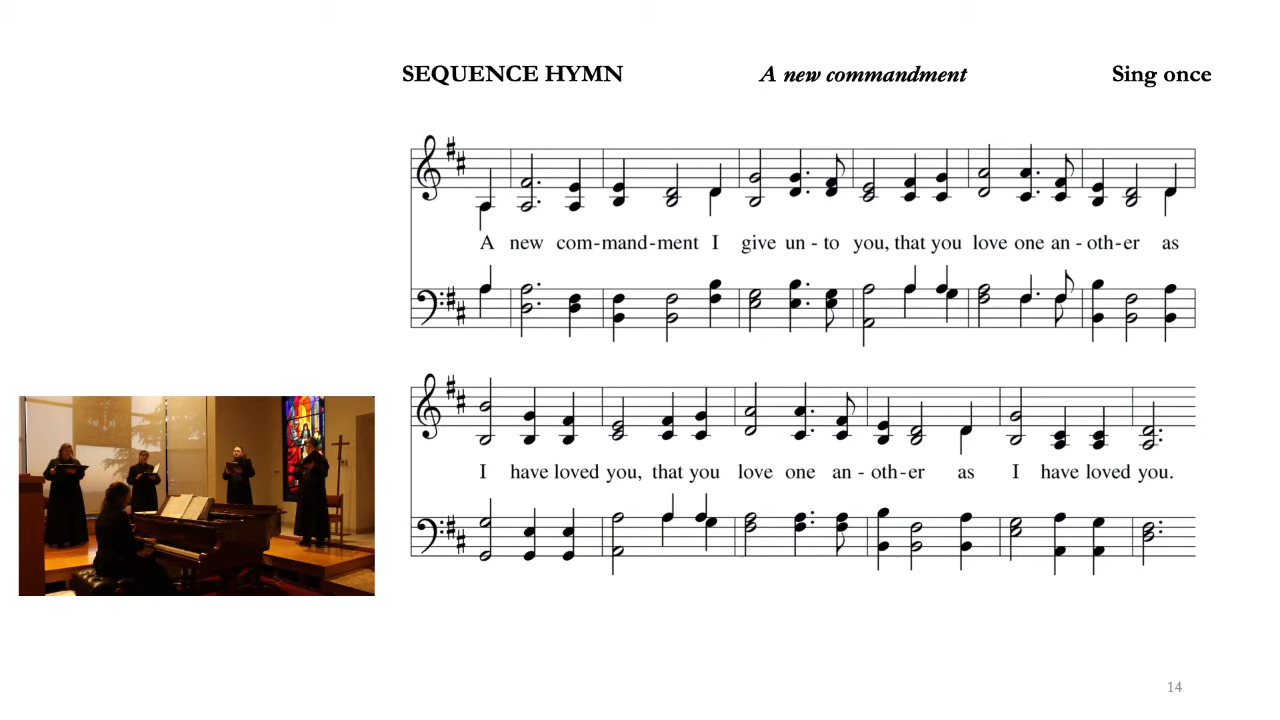 SEQUENCE HYMN A new commandment Sing once
A new com-mand-ment I give un - to you, that you love one an - oth-er as
I have loved you, that you love one an - oth-er as I have loved you.
14